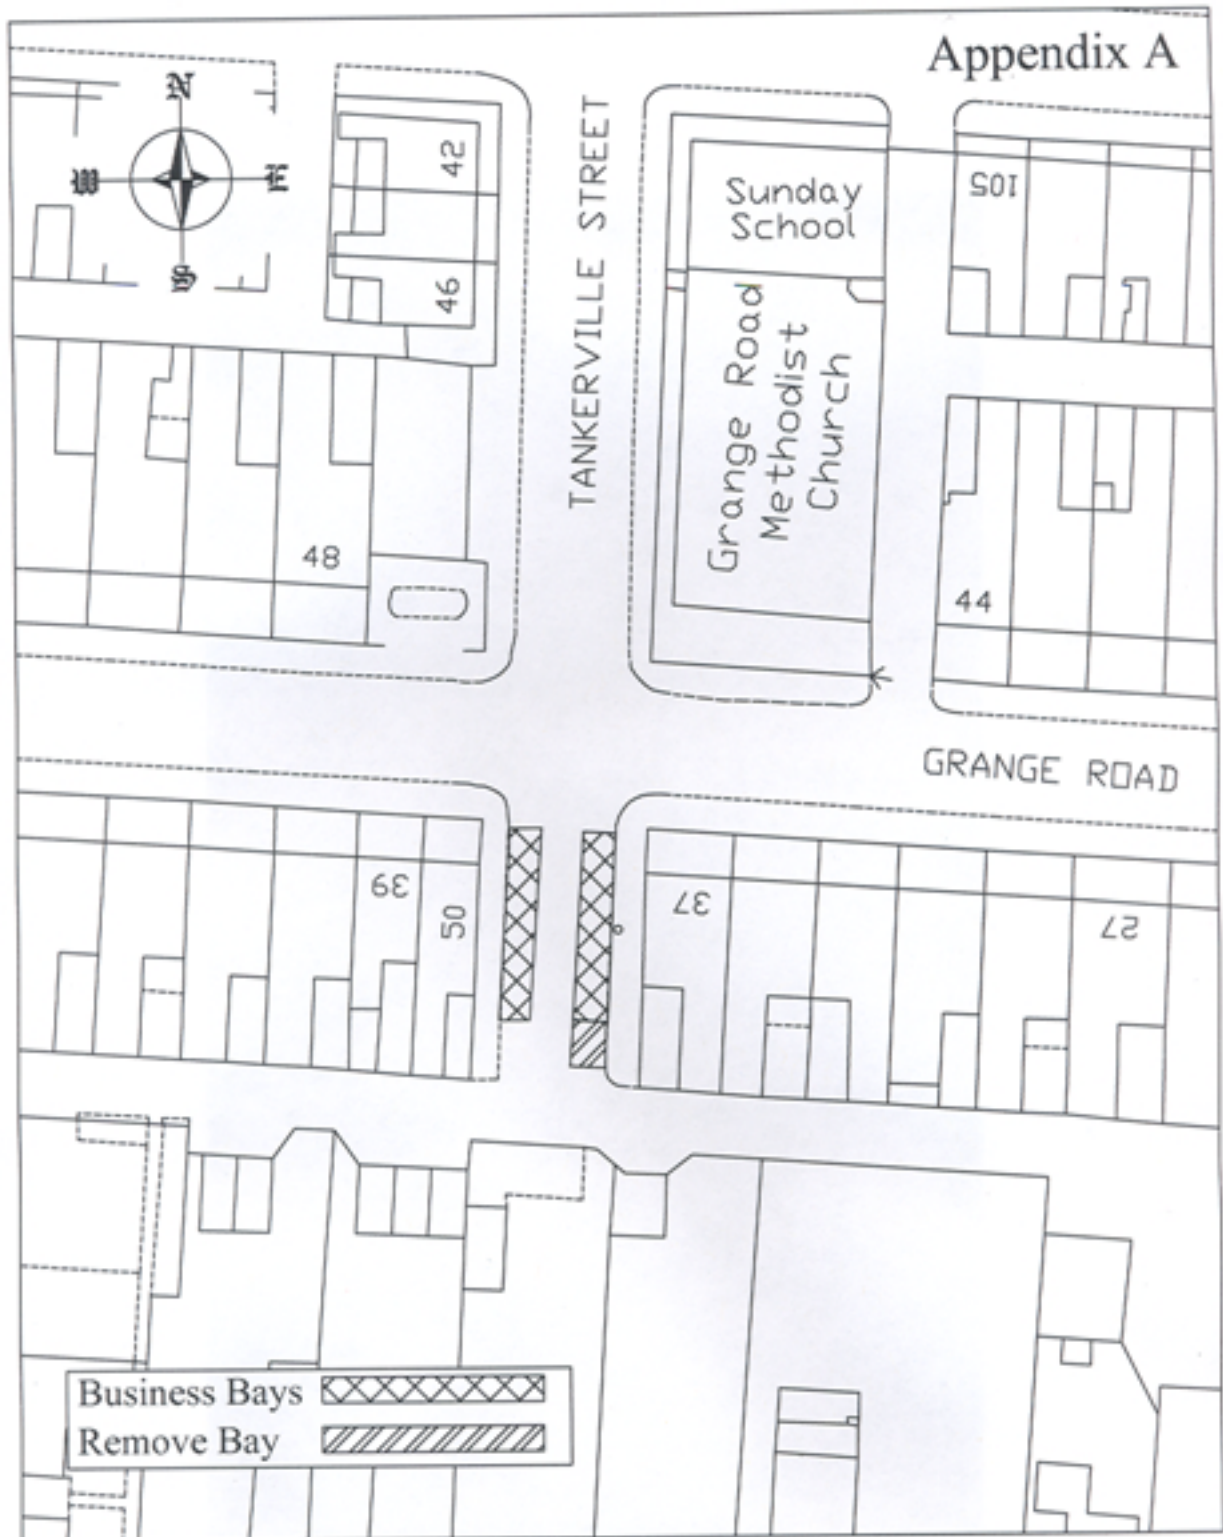 Appendix A
N
W
E
S
42
46
TANKERVILLE STREET
Sunday
School
Grange Road
Methodist
Church
105
48
44
GRANGE ROAD
39
50
37
27
Business Bays
Remove Bay